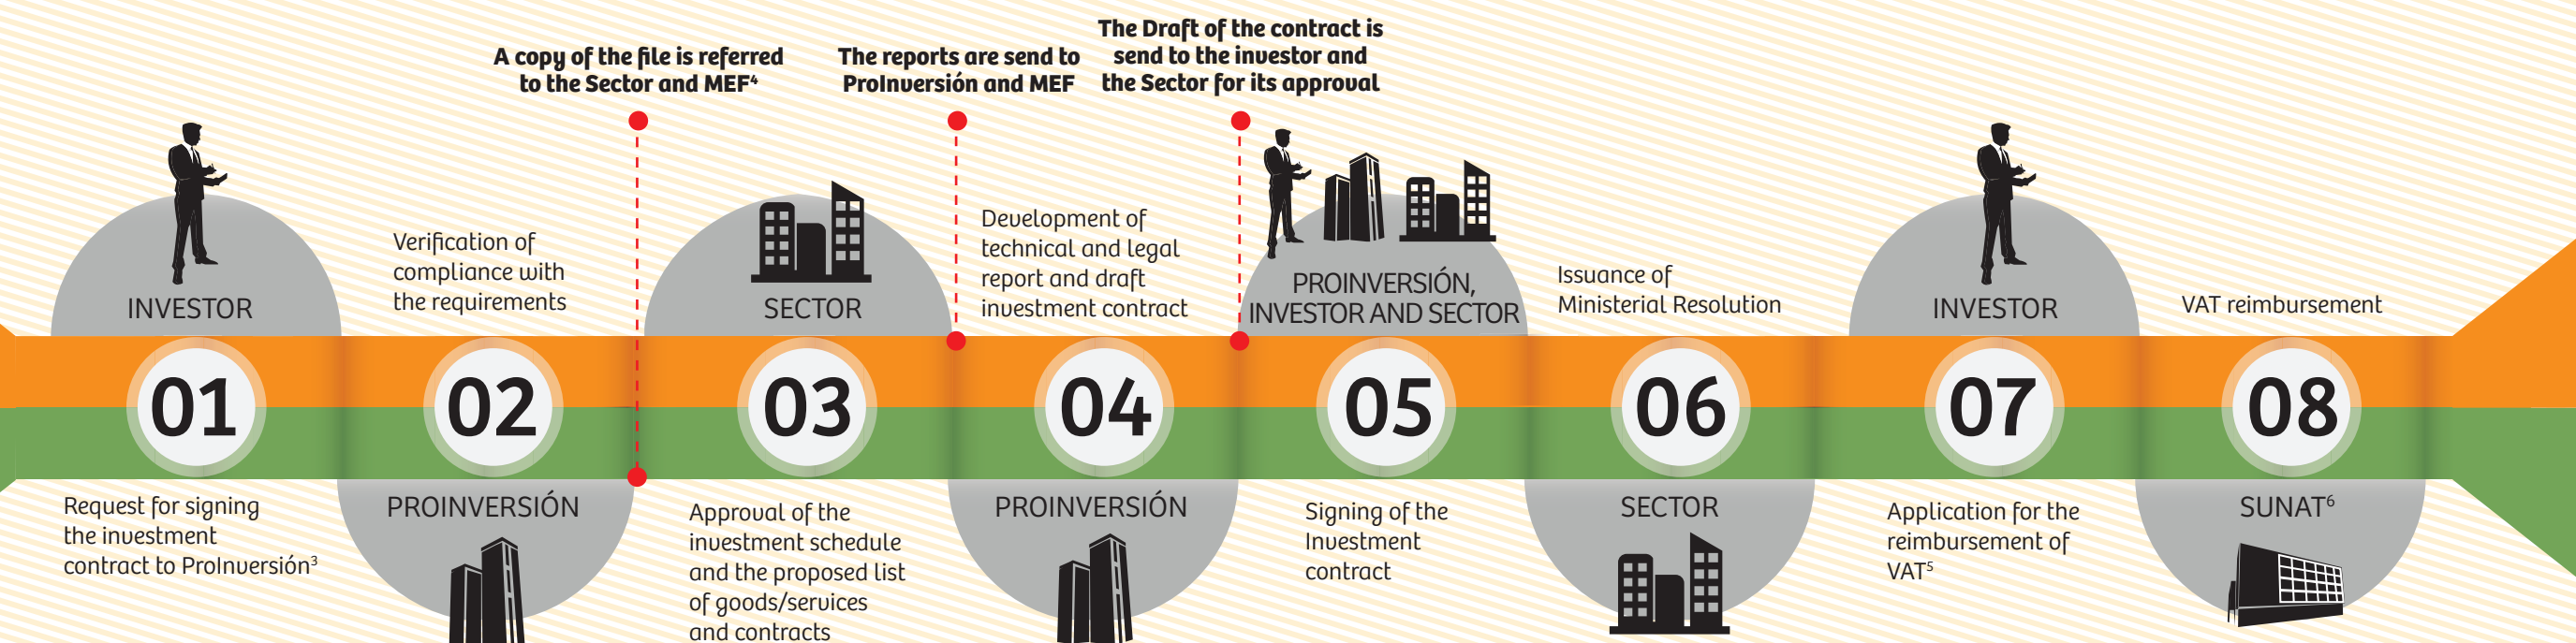 A copy of the file is referred
to the Sector and MEF⁴
The reports are send to
ProInversión and MEF
The Draft of the contract is
send to the investor and
the Sector for its approval
INVESTOR
01
Request for signing
the investment
contract to ProInversión³
Verification of
compliance with
the requirements
02
PROINVERSIÓN
SECTOR
03
Approval of the
investment schedule
and the proposed list
of goods/services
and contracts
Development of
technical and legal
report and draft
investment contract
04
PROINVERSIÓN
PROINVERSIÓN,
INVESTOR AND SECTOR
05
Signing of the
Investment
contract
Issuance of
Ministerial Resolution
06
SECTOR
INVESTOR
07
Application for the
reimbursement of
VAT⁵
VAT reimbursement
08
SUNAT⁶